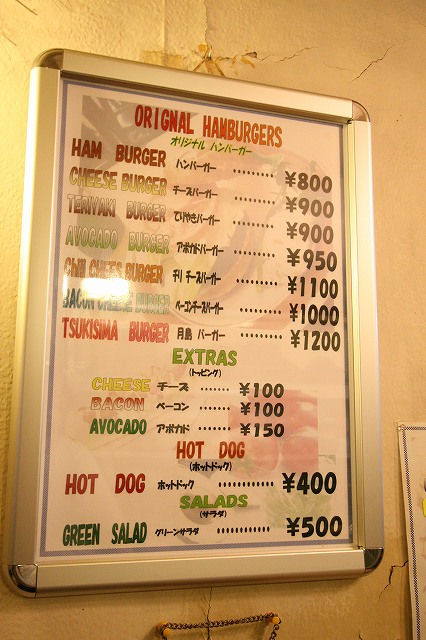 ORIGNAL HAMBURGERS
オリジナル ハンバーガー
HAM BURGER ハンバーガー ········· ¥800
CHEESE BURGER チーズバーガー ········· ¥900
TERIYAKI BURGER てりやきバーガー ········· ¥900
AVOCADO BURGER アボカドバーガー ········· ¥950
CHILI CHEES BURGER チリ チーズバーガー ········· ¥1100
BACON CHEESE BURGER ベーコンチーズバーガー ········· ¥1000
TSUKISIMA BURGER 月島 バーガー ·········· ¥1200
EXTRAS
(トッピング)
CHEESE チーズ ······· ¥100
BACON ベーコン ······· ¥100
AVOCADO アボカド ······· ¥150
HOT DOG
(ホットドック)
HOT DOG ホットドック ············ ¥400
SALADS
(サラダ)
GREEN SALAD グリーンサラダ ············ ¥500